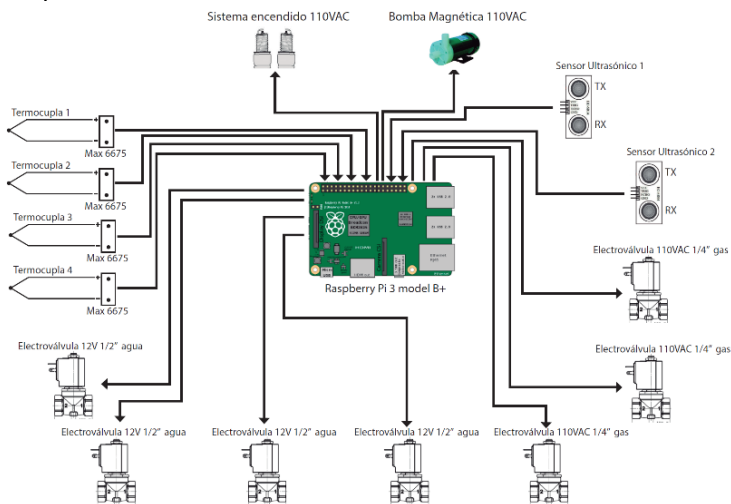 Sistema encendido 110VAC
Bomba Magnética 110VAC
Sensor Ultrasónico 1
TX
RX
Termocupla 1
Max 6675
Termocupla 2
Max 6675
Sensor Ultrasónico 2
TX
RX
Termocupla 3
Max 6675
Termocupla 4
Max 6675
Raspberry Pi 3 model B+
Electroválvula 110VAC 1/4” gas
Electroválvula 12V 1/2” agua
Electroválvula 110VAC 1/4” gas
Electroválvula 12V 1/2” agua
Electroválvula 12V 1/2” agua
Electroválvula 12V 1/2” agua
Electroválvula 110VAC 1/4” gas